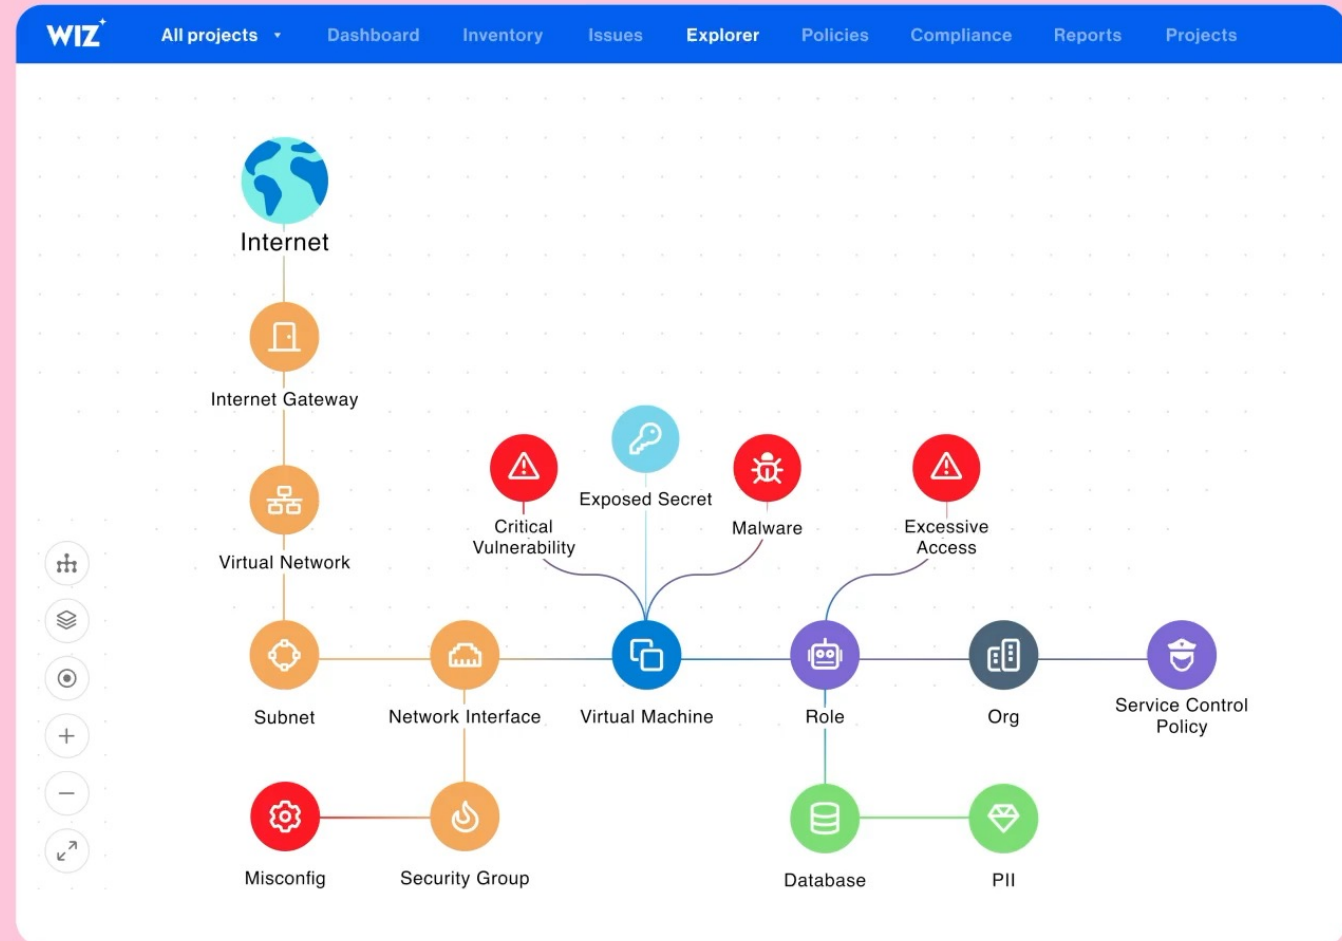 WIZ
All projects
Dashboard
Inventory
Issues
Explorer
Policies
Compliance
Reports
Projects
Internet
Internet Gateway
Virtual Network
Critical
Vulnerability
Exposed Secret
Malware
Excessive
Access
Subnet
Network Interface
Virtual Machine
Role
Org
Service Control
Policy
Misconfig
Security Group
Database
PII